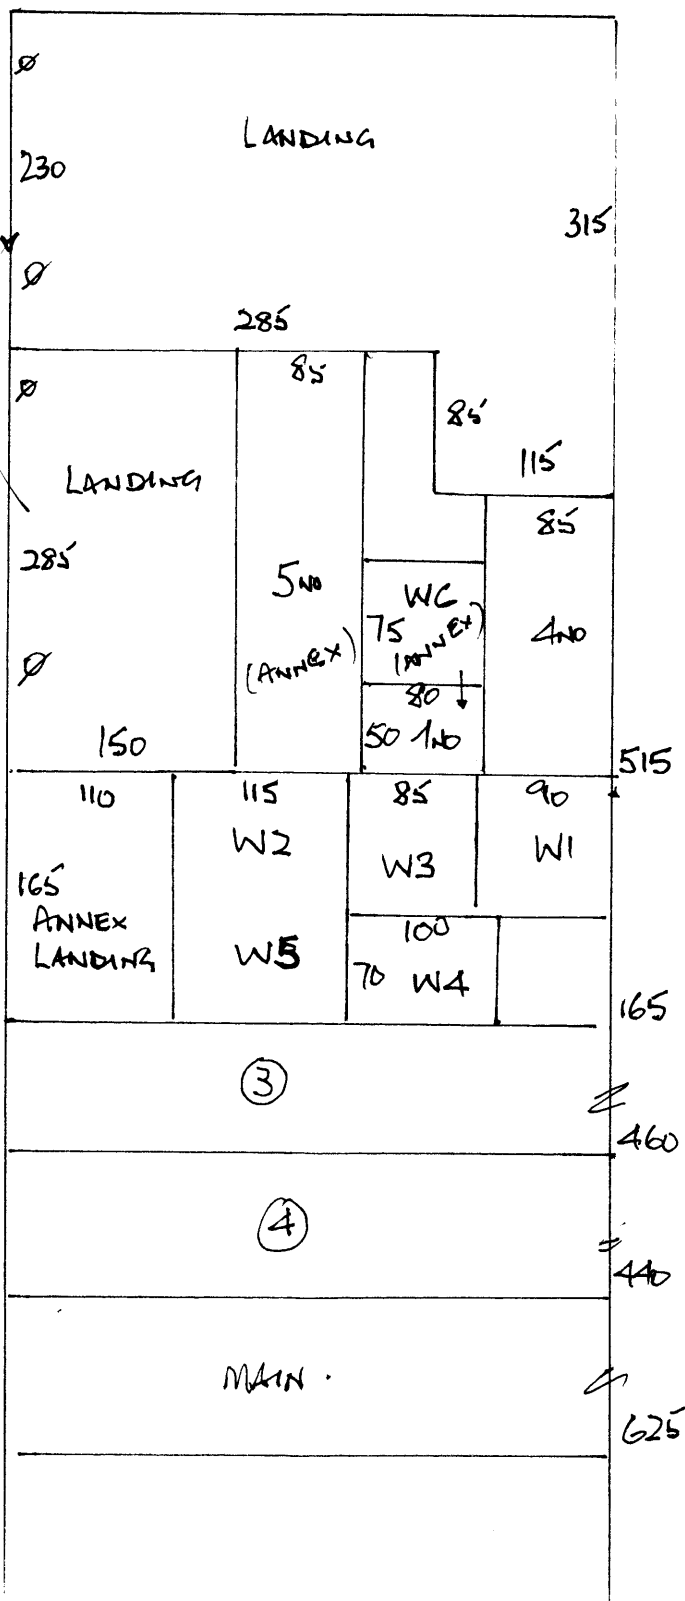 Ø
LANDING
230
315
Ø
285
85
Ø
85
115
LANDING
85
285
5NO
WC
75
(ANNEX)
4NO
(ANNEX)
Ø
80
50 1NO
150
515
110
115
85
90
W2
W1
W3
165
ANNEX
LANDING
W5
100
70 W4
165
3
460
4
440
MAIN.
625